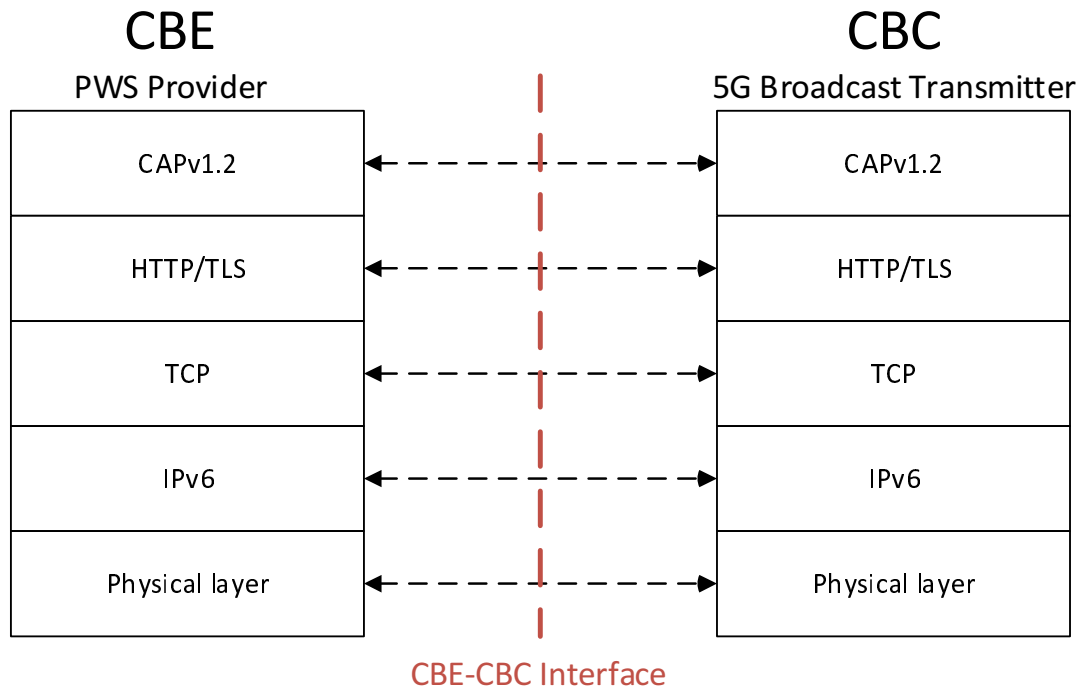 CBE
PWS Provider
CAPv1.2
HTTP/TLS
TCP
IPv6
Physical layer
CBC
5G Broadcast Transmitter
CAPv1.2
HTTP/TLS
TCP
IPv6
Physical layer
CBE-CBC Interface